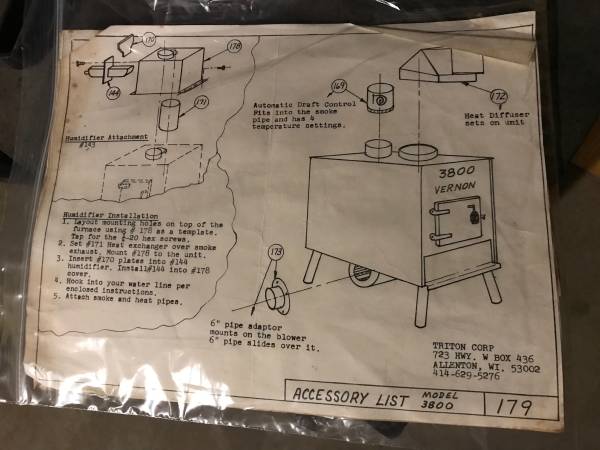 170
178
144
171
Humidifier Attachment
#143
Humidifier Installation
1. Layout mounting holes on top of the
furnace using # 178 as a template.
Tap for the ¼-20 hex screws.
2. Set #171 Heat exchanger over smoke
exhaust. Mount #178 to the unit.
3. Insert #170 plates into #144
humidifier. Install#144 into #178
cover.
4. Hook into your water line per
enclosed instructions.
5. Attach smoke and heat pipes.
169
Automatic Draft Control
Fits into the smoke
pipe and has 4
temperature settings.
172
Heat Diffuser
sets on unit
3800
VERNON
173
6" pipe adaptor
mounts on the blower
6" pipe slides over it.
TRITON CORP
723 HWY. W BOX 436
ALLENTON, WI. 53002
414-629-5276
ACCESSORY LIST MODEL
3800
179